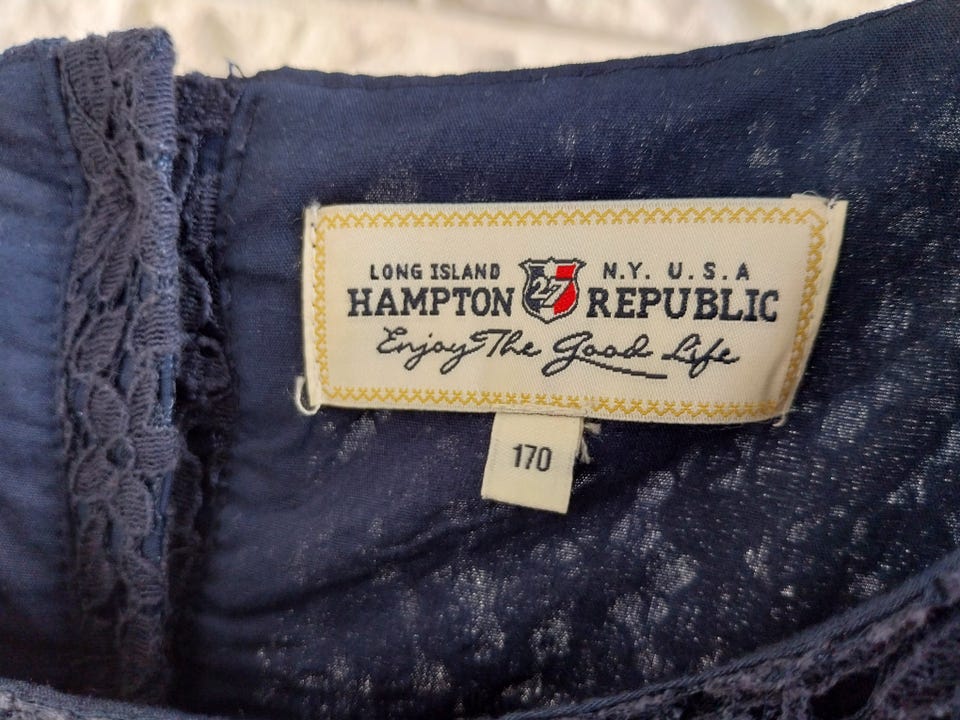 LONG ISLAND 27 N.Y. U.S.A
HAMPTON REPUBLIC
Enjoy The Good Life
170